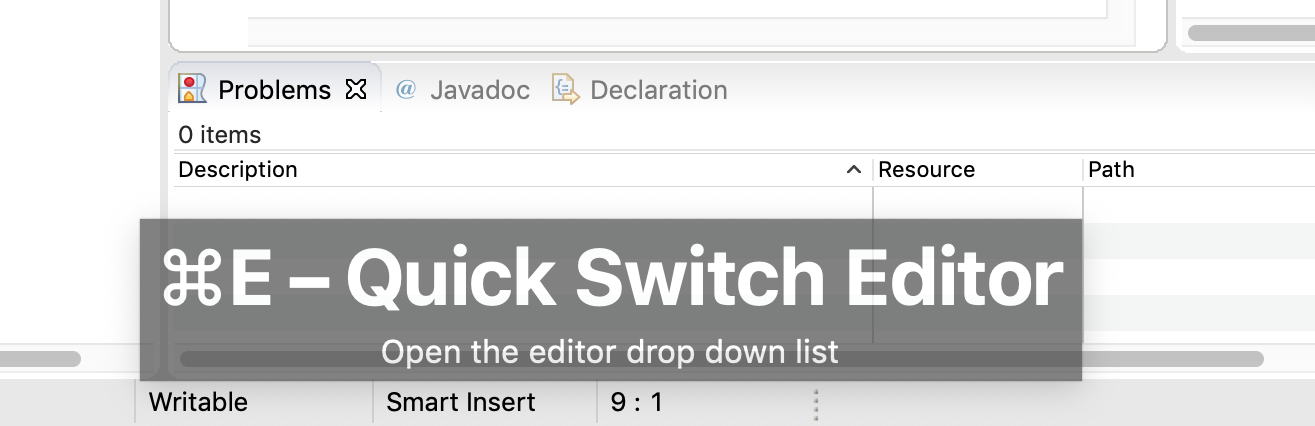 Problems @ Javadoc Declaration
0 items
Description Resource Path
⌘E – Quick Switch Editor
Open the editor drop down list
Writable Smart Insert 9 : 1